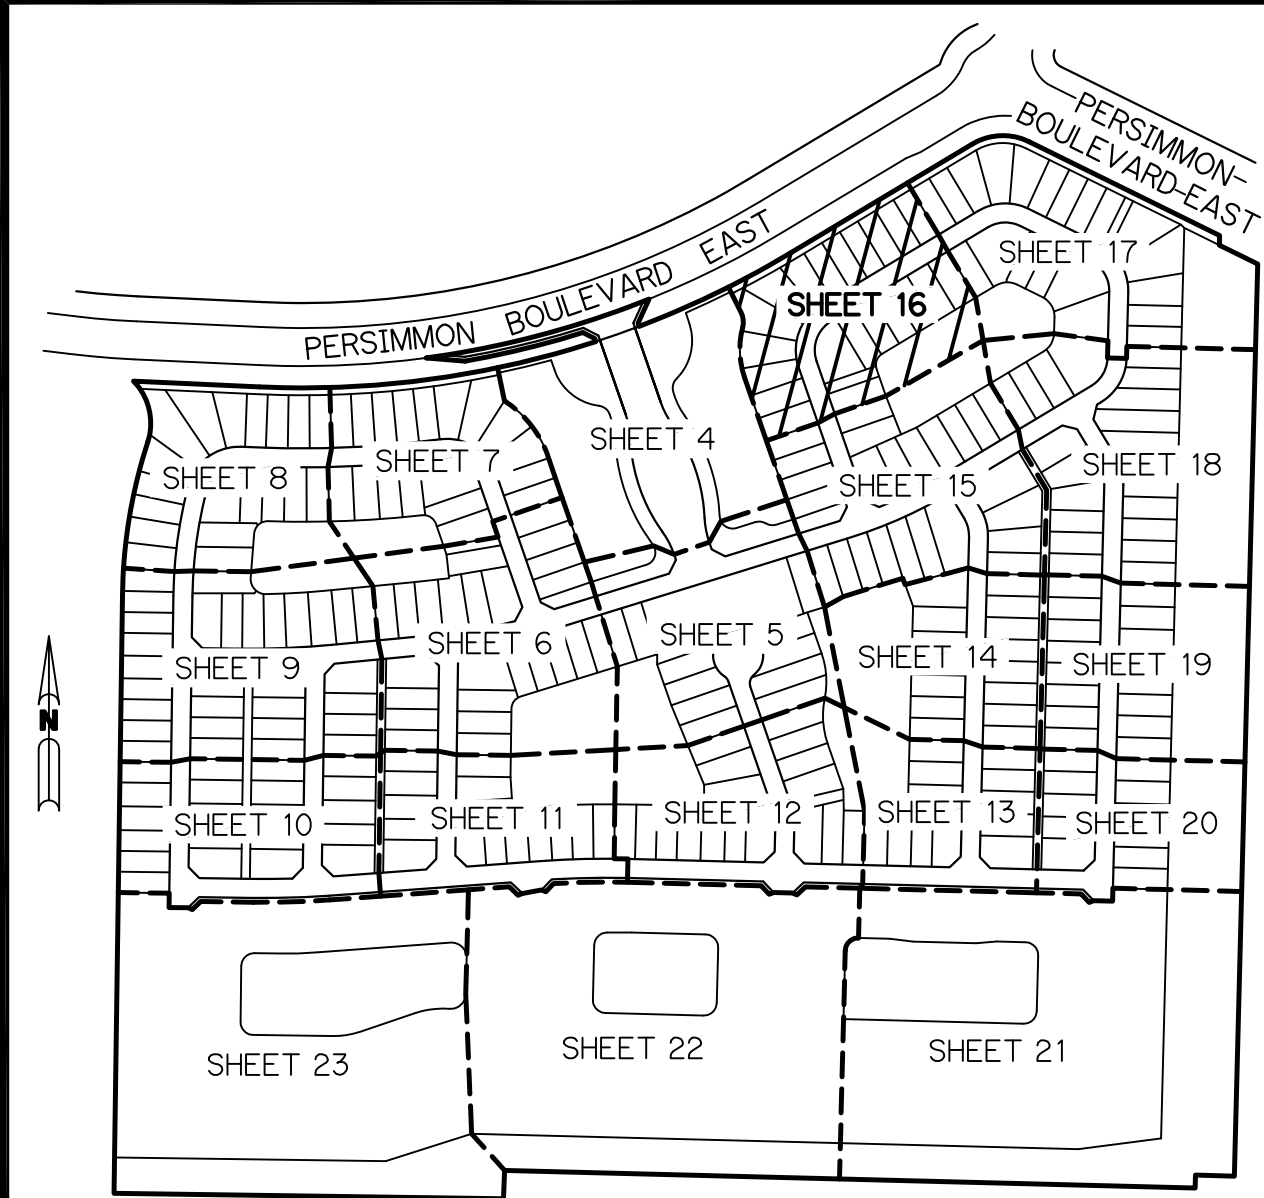 PERSIMMON-
BOULEVARD-EAST
PERSIMMON BOULEVARD EAST
SHEET 17
SHEET 16
SHEET 4
SHEET 7
SHEET 8
SHEET 18
SHEET 15
SHEET 5
SHEET 6
SHEET 14
SHEET 19
SHEET 9
N
SHEET 10
SHEET 11
SHEET 12
SHEET 13
SHEET 20
SHEET 23
SHEET 22
SHEET 21